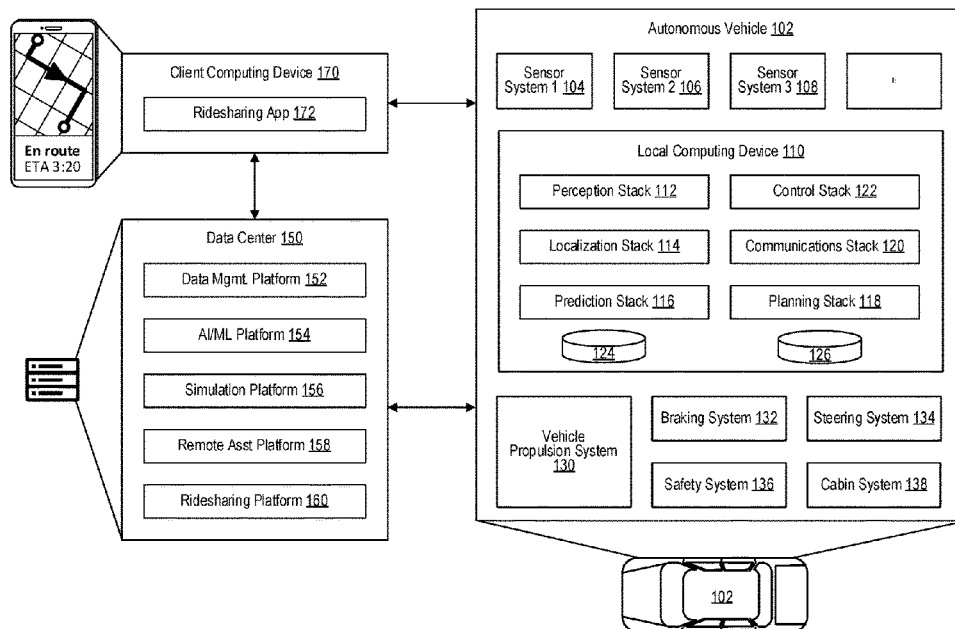 En route
ETA 3:20
Client Computing Device 170
Ridesharing App 172
Data Center 150
Data Mgmt. Platform 152
AI/ML Platform 154
Simulation Platform 156
Remote Asst Platform 158
Ridesharing Platform 160
Autonomous Vehicle 102
Sensor
System 1 104
Sensor
System 2 106
Sensor
System 3 108
Local Computing Device 110
Perception Stack 112
Control Stack 122
Localization Stack 114
Communications Stack 120
Prediction Stack 116
Planning Stack 118
124
126
Vehicle
Propulsion System
130
Braking System 132
Steering System 134
Safety System 136
Cabin System 138
102